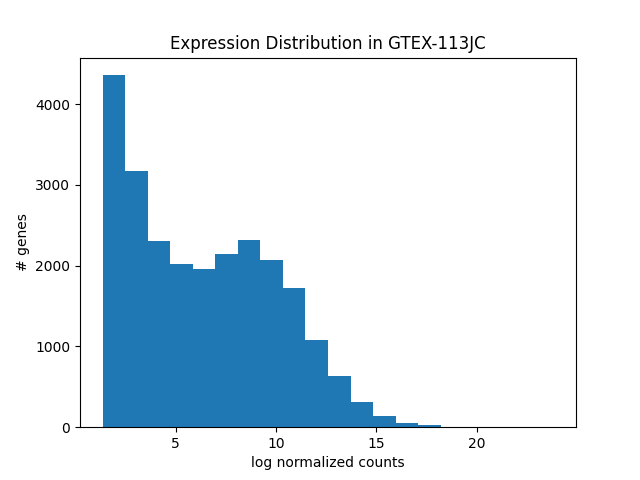 Expression Distribution in GTEX-113JC
4000
3000
2000
1000
0
# genes
5 10 15 20
log normalized counts